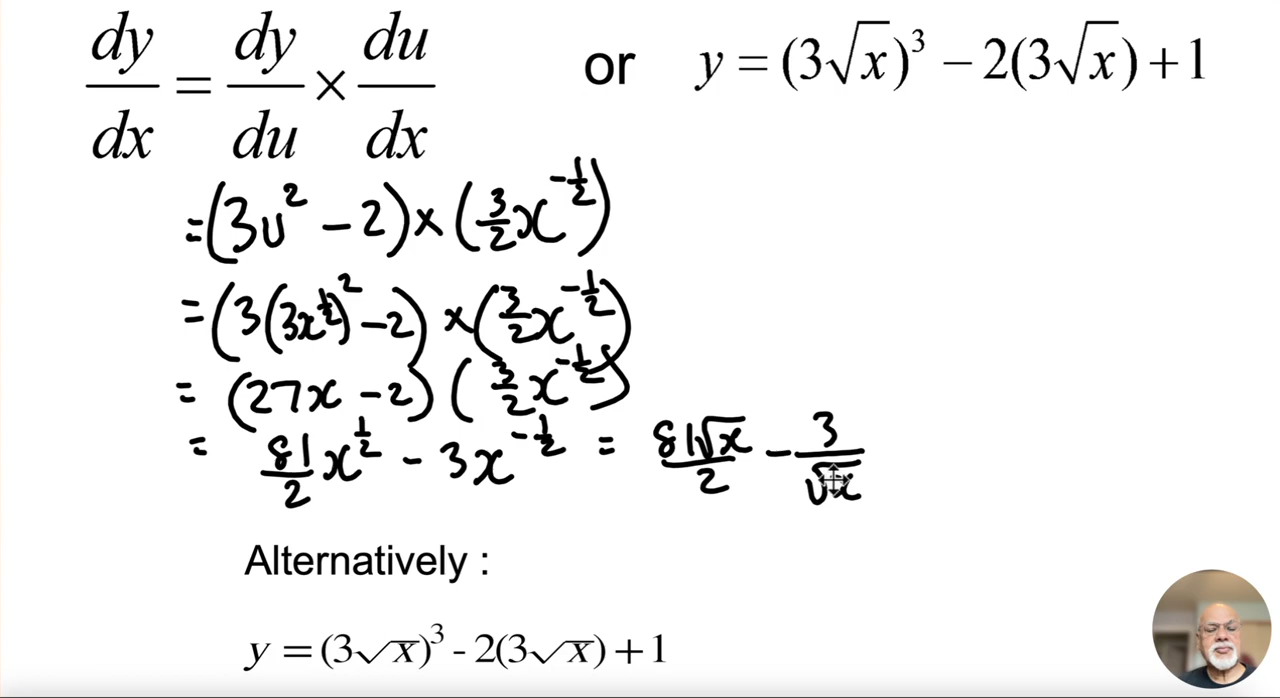 dy/dx = dy/du × du/dx or y = (3√x)³ − 2(3√x) + 1
= (3u² − 2) × (3/2 x^(-1/2))
= (3(3x^(1/2))² − 2) × (3/2 x^(-1/2))
= (27x − 2) (3/2 x^(-1/2))
= 81/2 x^(1/2) − 3x^(-1/2) = 81√x/2 − 3/√x
Alternatively :
y = (3√x)³ - 2(3√x) + 1